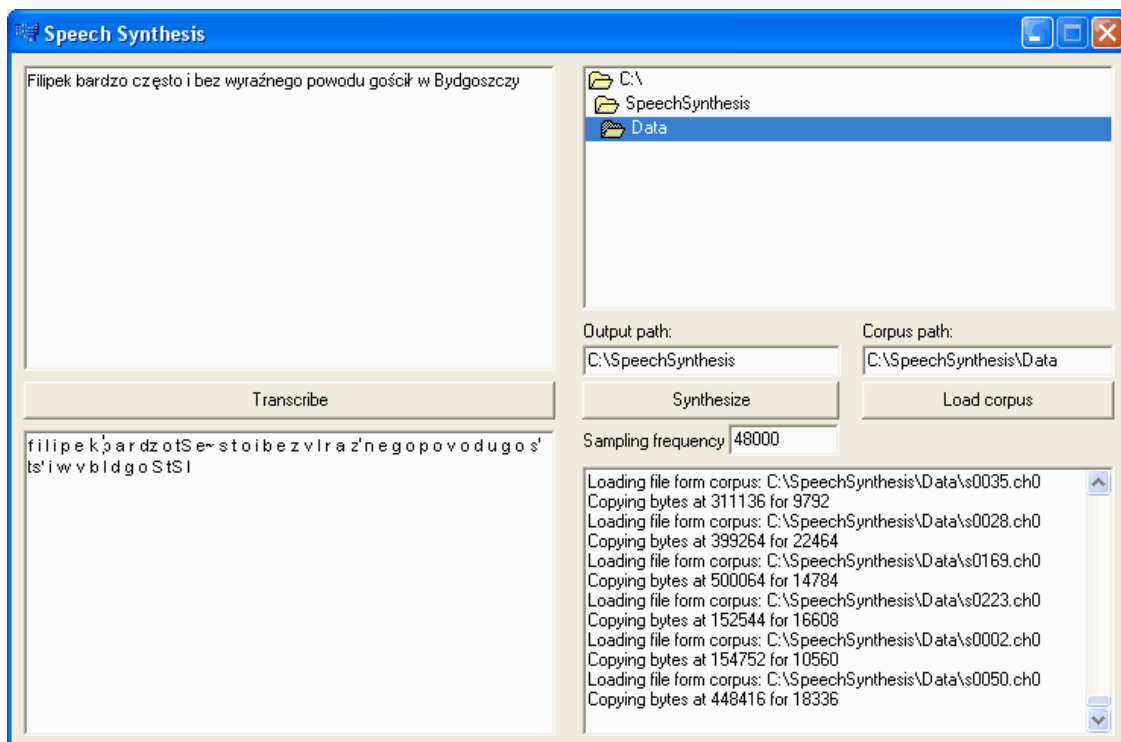 Speech Synthesis
Filipek bardzo często i bez wyraźnego powodu gościł w Bydgoszczy
Transcribe
f i l i p e k b a r dz o tS e~ s t o i b e z v I r a z' n e g o p o v o d u g o s'
ts' i w v b I d g o S tS I
C:\
SpeechSynthesis
Data
Output path:
Corpus path:
C:\SpeechSynthesis
C:\SpeechSynthesis\Data
Synthesize
Load corpus
Sampling frequency 48000
Loading file form corpus: C:\SpeechSynthesis\Data\s0035.ch0
Copying bytes at 311136 for 9792
Loading file form corpus: C:\SpeechSynthesis\Data\s0028.ch0
Copying bytes at 399264 for 22464
Loading file form corpus: C:\SpeechSynthesis\Data\s0169.ch0
Copying bytes at 500064 for 14784
Loading file form corpus: C:\SpeechSynthesis\Data\s0223.ch0
Copying bytes at 152544 for 16608
Loading file form corpus: C:\SpeechSynthesis\Data\s0002.ch0
Copying bytes at 154752 for 10560
Loading file form corpus: C:\SpeechSynthesis\Data\s0050.ch0
Copying bytes at 448416 for 18336